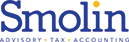 Smolin
ADVISORY • TAX • ACCOUNTING